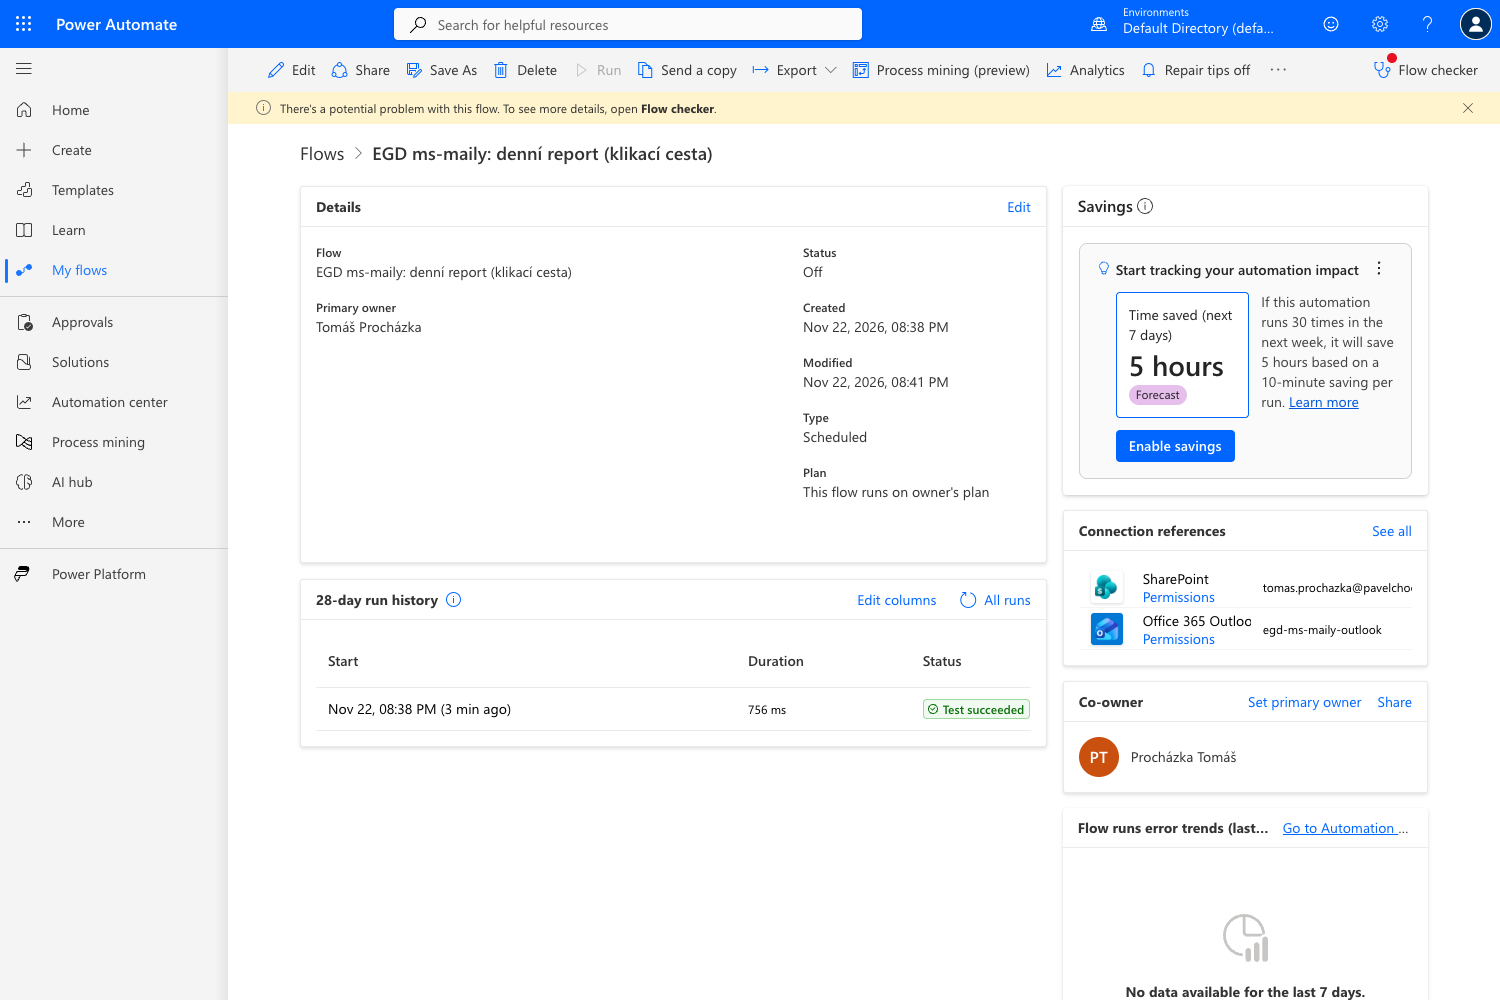 Power Automate
Search for helpful resources
Environments
Default Directory (defa...
Edit
Share
Save As
Delete
Run
Send a copy
Export
Process mining (preview)
Analytics
Repair tips off
...
Flow checker
There's a potential problem with this flow. To see more details, open Flow checker.
Home
Create
Templates
Learn
My flows
Approvals
Solutions
Automation center
Process mining
AI hub
More
Power Platform
Flows > EGD ms-maily: denní report (klikací cesta)
Details
Edit
Flow
EGD ms-maily: denní report (klikací cesta)
Primary owner
Tomáš Procházka
Status
Off
Created
Nov 22, 2026, 08:38 PM
Modified
Nov 22, 2026, 08:41 PM
Type
Scheduled
Plan
This flow runs on owner's plan
28-day run history
Edit columns
All runs
Start
Duration
Status
Nov 22, 08:38 PM (3 min ago)
756 ms
Test succeeded
Savings
Start tracking your automation impact
Time saved (next
7 days)
5 hours
Forecast
If this automation
runs 30 times in the
next week, it will save
5 hours based on a
10-minute saving per
run. Learn more
Enable savings
Connection references
See all
SharePoint
Permissions
tomas.prochazka@pavelcho
Office 365 Outloo
Permissions
egd-ms-maily-outlook
Co-owner
Set primary owner
Share
PT
Procházka Tomáš
Flow runs error trends (last...
Go to Automation ...
No data available for the last 7 days.